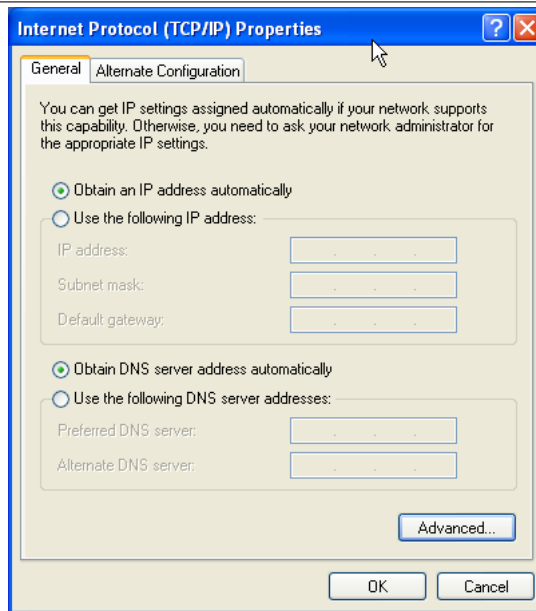 Internet Protocol (TCP/IP) Properties
General
Alternate Configuration
You can get IP settings assigned automatically if your network supports
this capability. Otherwise, you need to ask your network administrator for
the appropriate IP settings.
Obtain an IP address automatically
Use the following IP address:
IP address:
Subnet mask:
Default gateway:
Obtain DNS server address automatically
Use the following DNS server addresses:
Preferred DNS server:
Alternate DNS server:
Advanced...
OK
Cancel